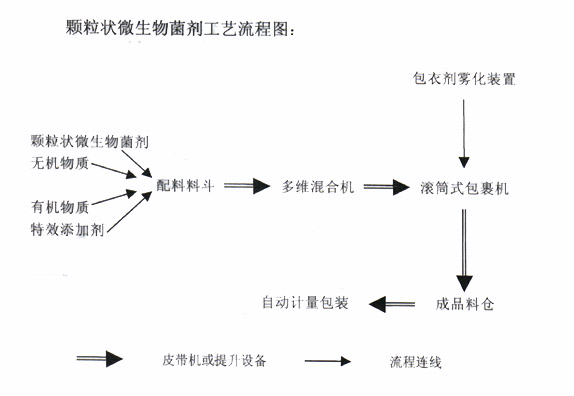 颗粒状微生物菌剂工艺流程图：
包衣剂雾化装置
颗粒状微生物菌剂
无机物质
配料料斗
多维混合机
滚筒式包裹机
有机物质
特效添加剂
自动计量包装
成品料仓
皮带机或提升设备
流程连线